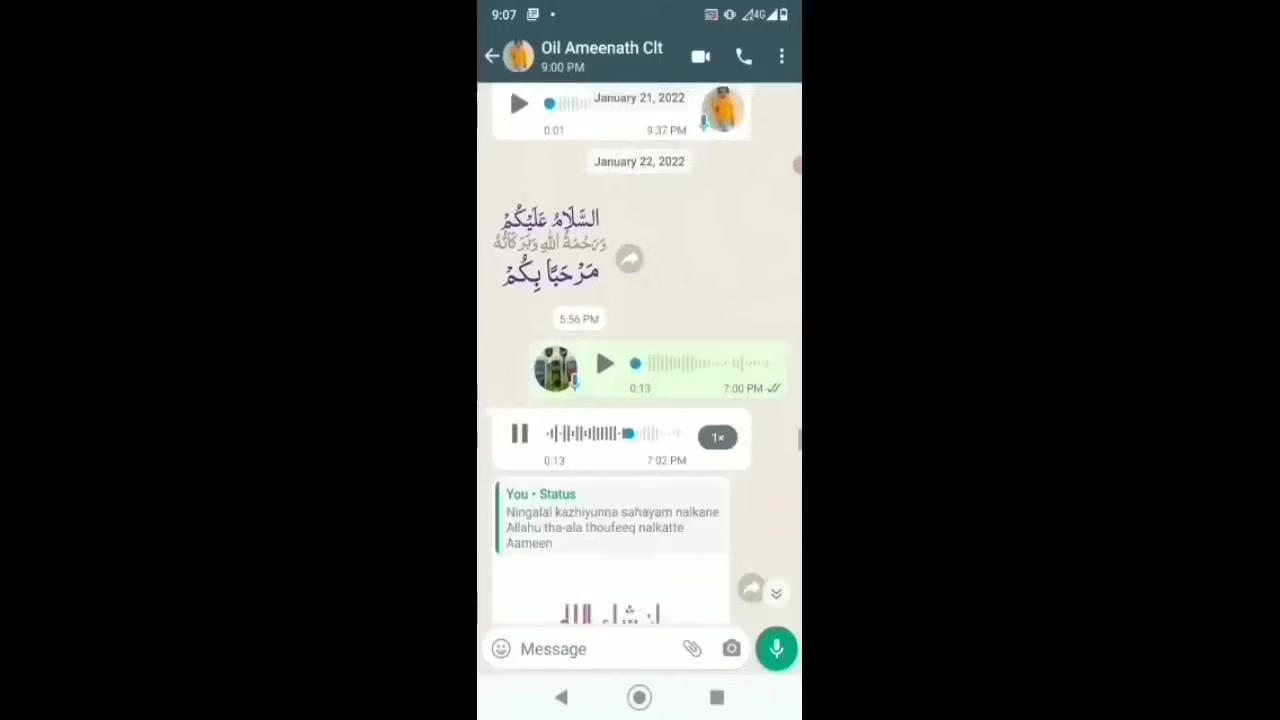 9:07
4G
Oil Ameenath Clt
9:00 PM
January 21, 2022
0:01 9:37 PM
January 22, 2022
السَّلَامُ عَلَيْكُمْ
وَرَحْمَةُ اللهِ وَبَرَكَاتُهُ
مَرْحَبًا بِكُمْ
5:56 PM
0:13 7:00 PM
1×
0:13 7:02 PM
You • Status
Ningalal kazhiyunna sahayam nalkane
Allahu tha-ala thoufeeq nalkatte
Aameen
Message